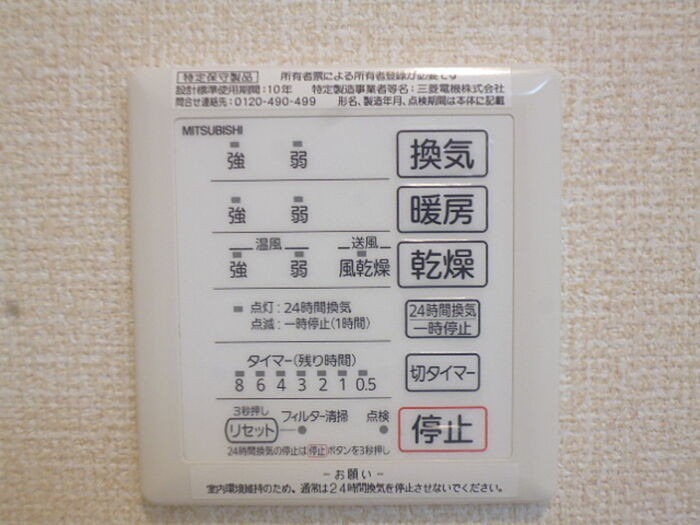 特定保守製品 所有者票による所有者登録が必要です
設計標準使用期間:10年 特定製造事業者等名:三菱電機株式会社
問合せ連絡先:0120-490-499 形名、製造年月、点検期間は本体に記載
MITSUBISHI
強 弱 換気
強 弱 暖房
温風 送風
強 弱 風乾燥 乾燥
点灯:24時間換気
点滅:一時停止(1時間)
24時間換気
一時停止
タイマー(残り時間)
8 6 4 3 2 1 0.5
切タイマー
3秒押し
リセット フィルター清掃 点検
停止
24時間換気の停止は停止ボタンを3秒押し
-お願い-
室内環境維持のため、通常は24時間換気を停止させないでください。